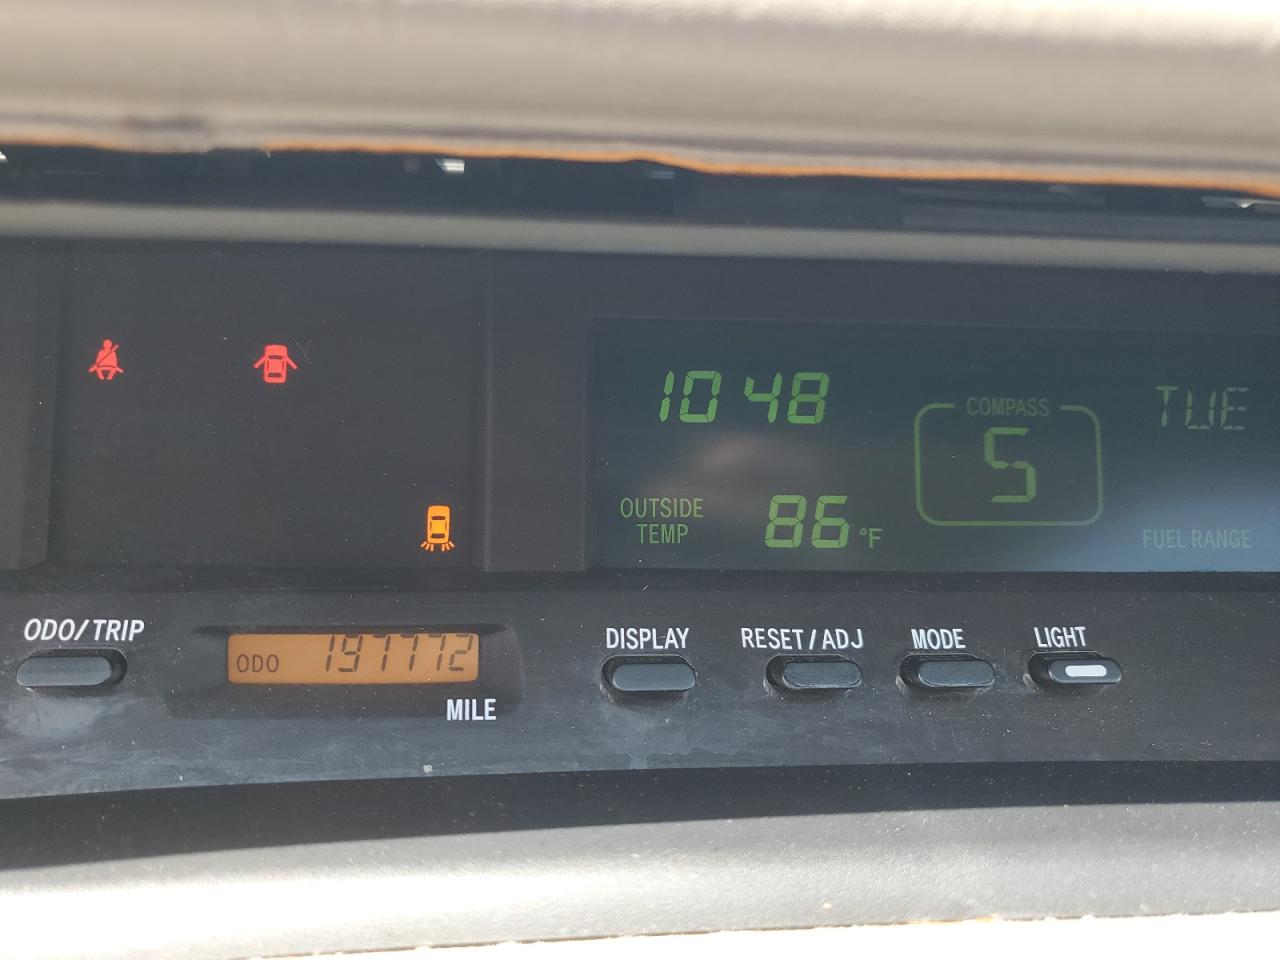 10 48
COMPASS
S
TUE
OUTSIDE
TEMP
86°F
FUEL RANGE
ODO/TRIP
ODO 197772
MILE
DISPLAY
RESET/ADJ
MODE
LIGHT